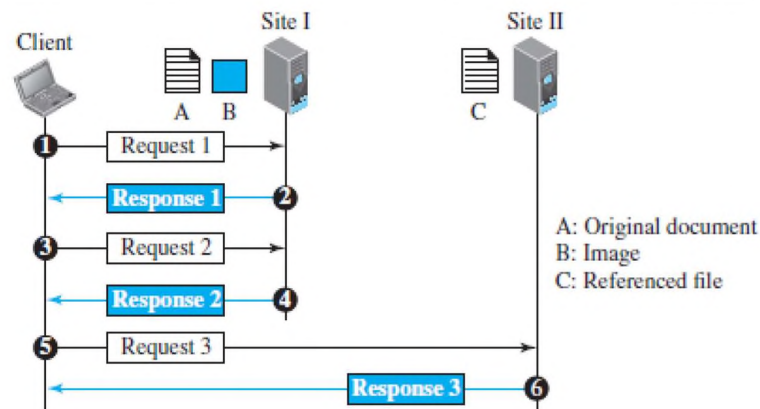 Client
Site I
Site II
A
B
C
1
Request 1
Response 1
2
3
Request 2
Response 2
4
5
Request 3
Response 3
6
A: Original document
B: Image
C: Referenced file